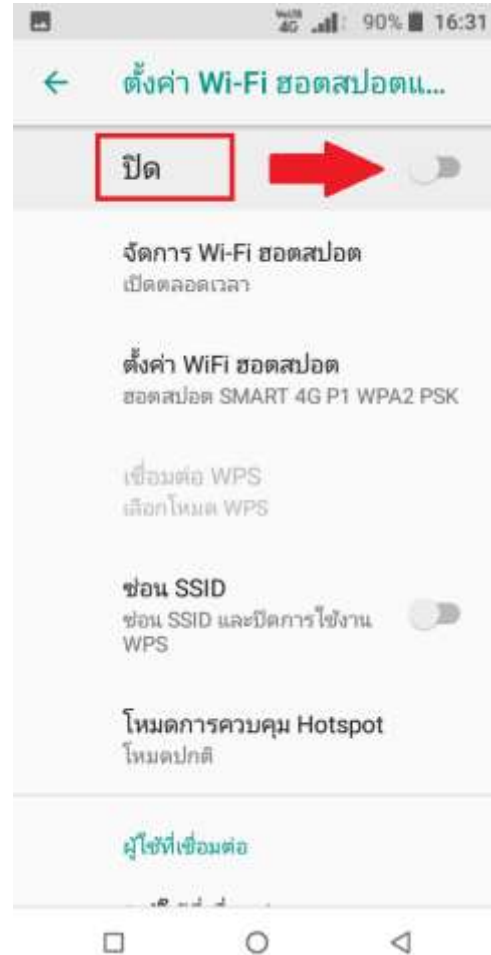 VoLTE 4G 90% 16:31
ตั้งค่า Wi-Fi ฮอตสปอตแ...
ปิด
จัดการ Wi-Fi ฮอตสปอต
เปิดตลอดเวลา
ตั้งค่า WiFi ฮอตสปอต
ฮอตสปอต SMART 4G P1 WPA2 PSK
เชื่อมต่อ WPS
เลือกโหมด WPS
ซ่อน SSID
ซ่อน SSID และปิดการใช้งาน
WPS
โหมดการควบคุม Hotspot
โหมดปกติ
ผู้ใช้ที่เชื่อมต่อ